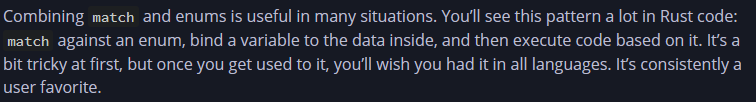 Combining match and enums is useful in many situations. You’ll see this pattern a lot in Rust code:
match against an enum, bind a variable to the data inside, and then execute code based on it. It’s a
bit tricky at first, but once you get used to it, you’ll wish you had it in all languages. It’s consistently a
user favorite.